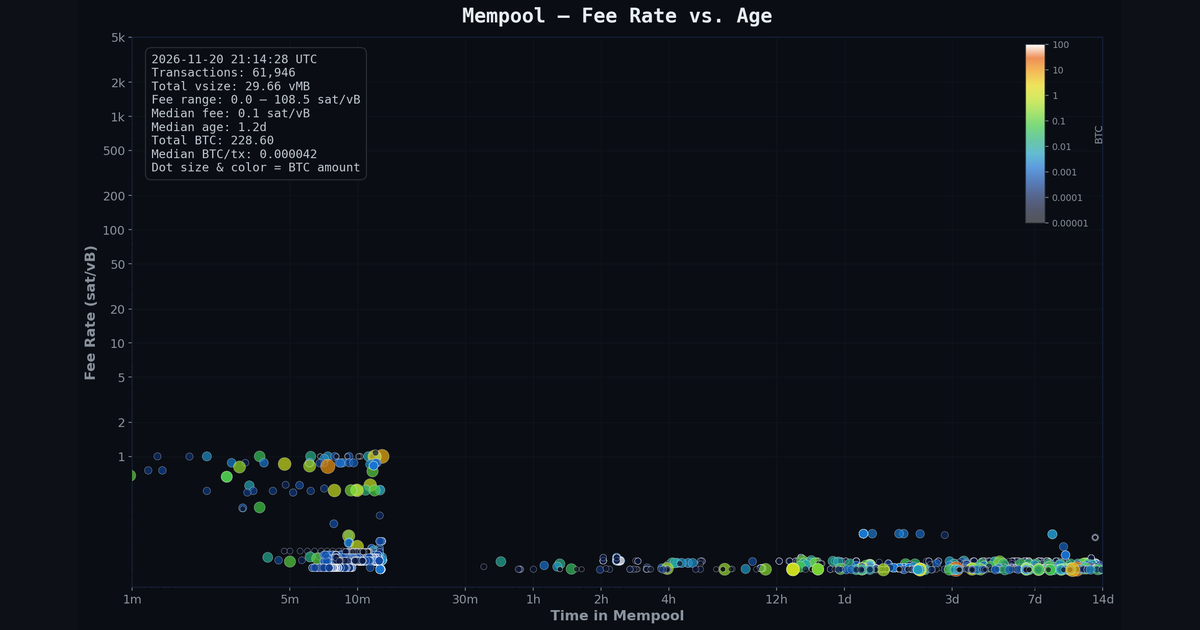 Mempool — Fee Rate vs. Age
2026-11-20 21:14:28 UTC
Transactions: 61,946
Total vsize: 29.66 vMB
Fee range: 0.0 — 108.5 sat/vB
Median fee: 0.1 sat/vB
Median age: 1.2d
Total BTC: 228.60
Median BTC/tx: 0.000042
Dot size & color = BTC amount
100
10
1
0.1
0.01
0.001
0.0001
0.00001
BTC
Fee Rate (sat/vB)
5k
2k
1k
500
200
100
50
20
10
5
2
1
1m
5m
10m
30m
1h
2h
4h
12h
1d
3d
7d
14d
Time in Mempool